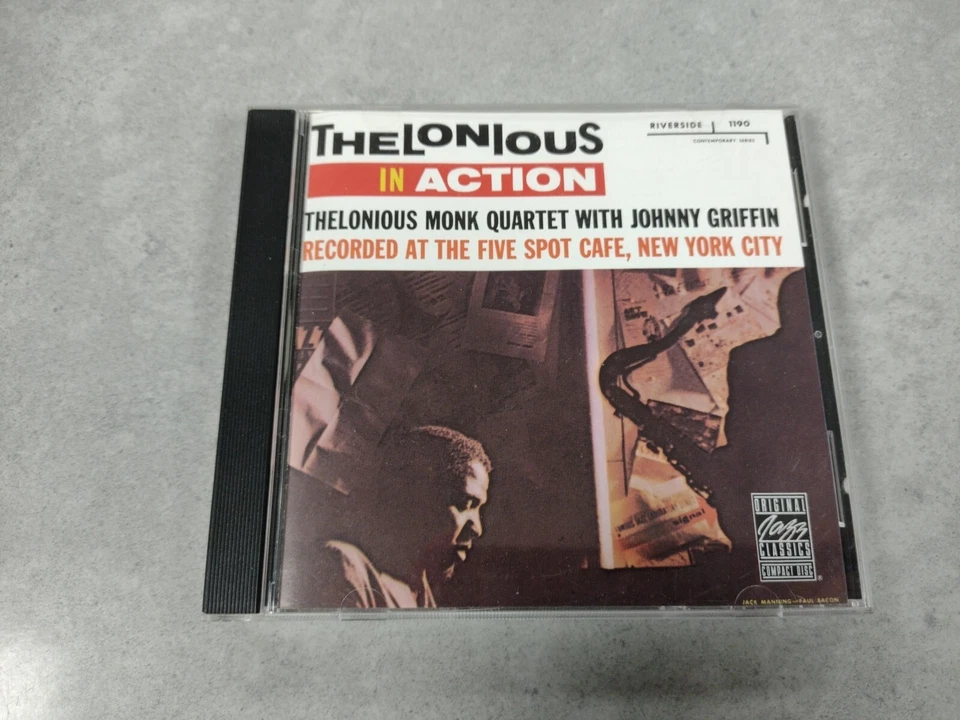 THELONIOUS
IN ACTION
RIVERSIDE 1190
CONTEMPORARY SERIES
THELONIOUS MONK QUARTET WITH JOHNNY GRIFFIN
RECORDED AT THE FIVE SPOT CAFE, NEW YORK CITY
signal
ORIGINAL
Jazz
CLASSICS
COMPACT DISC
®
JACK MANNING—PAUL BACON